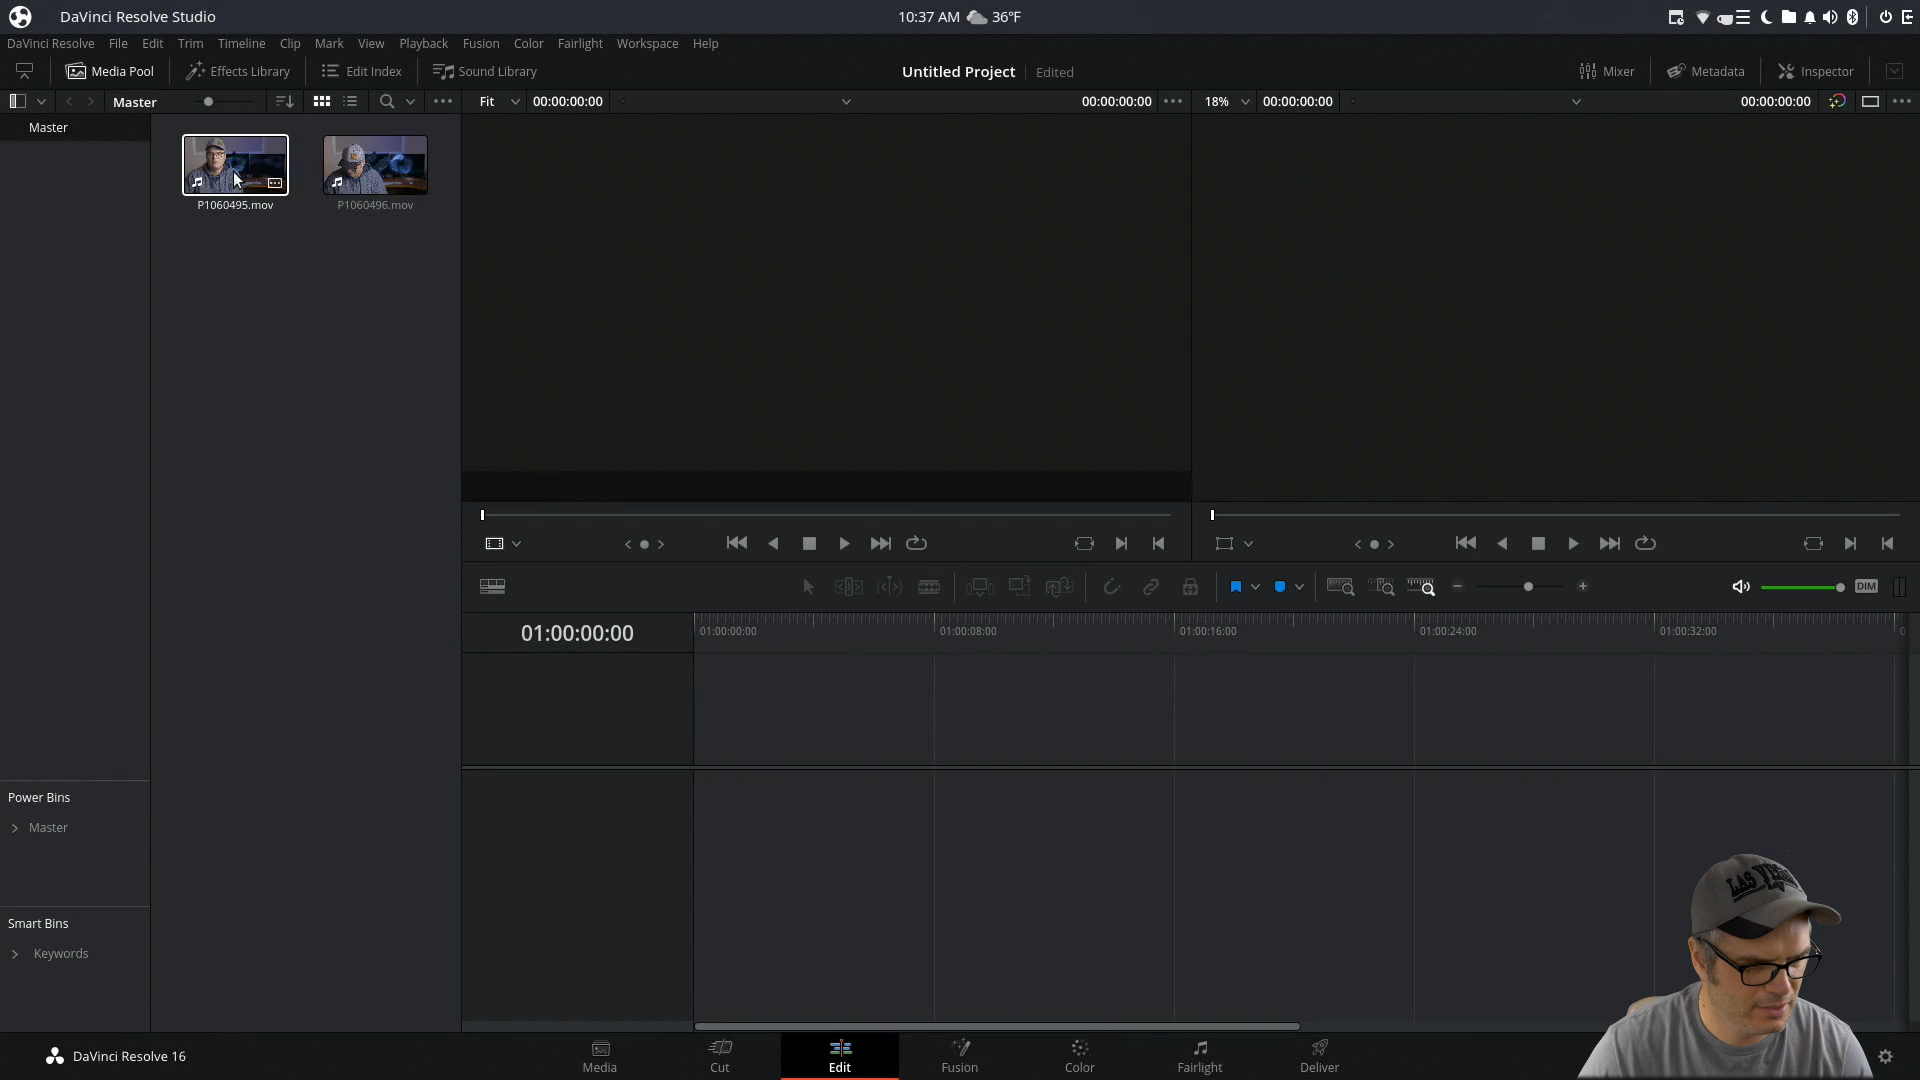 DaVinci Resolve Studio
10:37 AM 36°F
DaVinci Resolve File Edit Trim Timeline Clip Mark View Playback Fusion Color Fairlight Workspace Help
Media Pool Effects Library Edit Index Sound Library Untitled Project Edited Mixer Metadata Inspector
Master Fit 00:00:00:00 00:00:00:00 18% 00:00:00:00 00:00:00:00
Master
P1060495.mov P1060496.mov
DIM
01:00:00:00 01:00:00:00 01:00:08:00 01:00:16:00 01:00:24:00 01:00:32:00
Power Bins
Master
LAS VEGAS
Smart Bins
Keywords
DaVinci Resolve 16
Media Cut Edit Fusion Color Fairlight Deliver